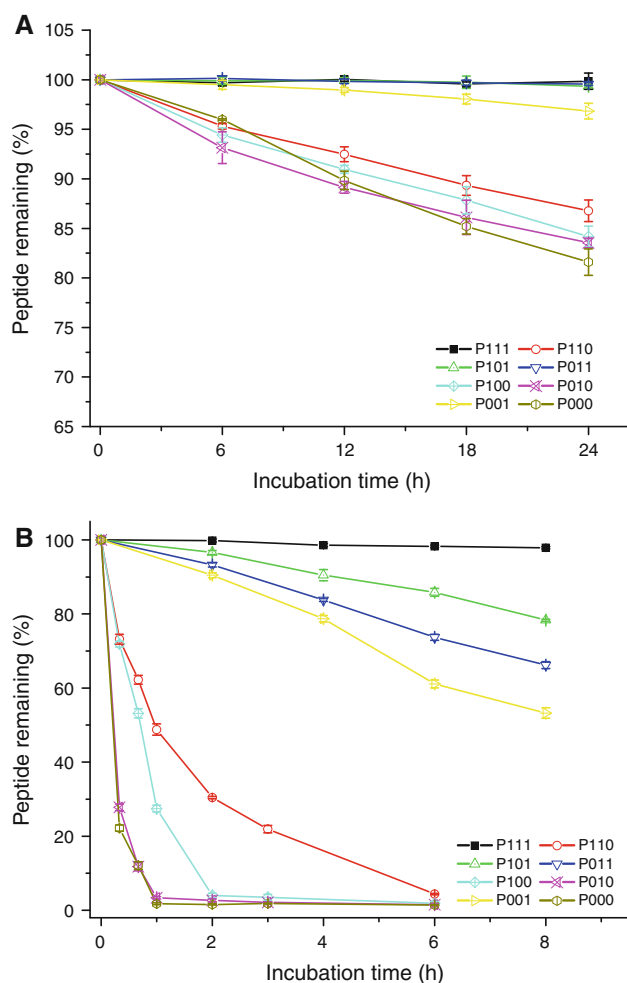 A
105
100
95
90
85
80
75
70
65
Peptide remaining (%)
P111 P110
P101 P011
P100 P010
P001 P000
0 6 12 18 24
Incubation time (h)
B
100
80
60
40
20
0
Peptide remaining (%)
P111 P110
P101 P011
P100 P010
P001 P000
0 2 4 6 8
Incubation time (h)